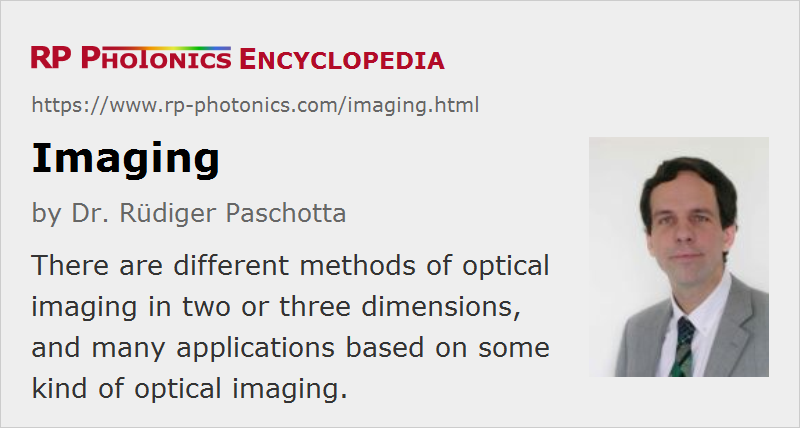 RP PHOTONICS ENCYCLOPEDIA
https://www.rp-photonics.com/imaging.html
Imaging
by Dr. Rüdiger Paschotta
There are different methods of optical
imaging in two or three dimensions,
and many applications based on some
kind of optical imaging.